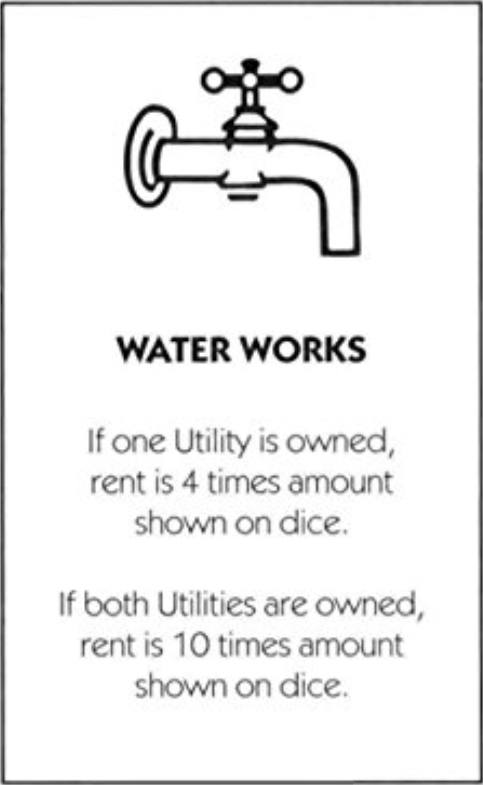 WATER WORKS
If one Utility is owned,
rent is 4 times amount
shown on dice.
If both Utilities are owned,
rent is 10 times amount
shown on dice.